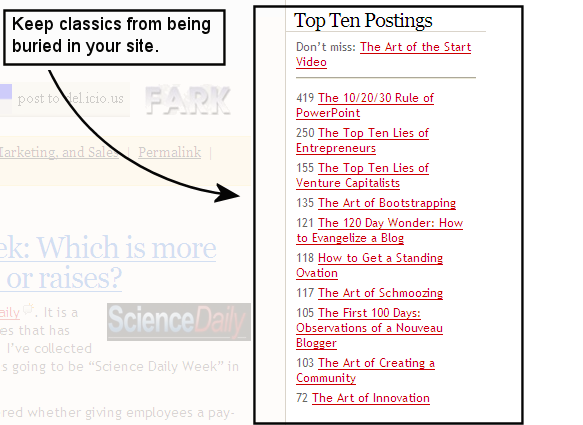 Keep classics from being
buried in your site.
Top Ten Postings
Don't miss: The Art of the Start
Video
419 The 10/20/30 Rule of
PowerPoint
250 The Top Ten Lies of
Entrepreneurs
155 The Top Ten Lies of
Venture Capitalists
135 The Art of Bootstrapping
121 The 120 Day Wonder: How
to Evangelize a Blog
118 How to Get a Standing
Ovation
117 The Art of Schmoozing
105 The First 100 Days:
Observations of a Nouveau
Blogger
103 The Art of Creating a
Community
72 The Art of Innovation
post to del.icio.us
FARK
Marketing, and Sales | Permalink |
ek: Which is more
or raises?
aily. It is a
es that has
I've collected
ScienceDaily
s going to be “Science Daily Week” in
red whether giving employees a pay-